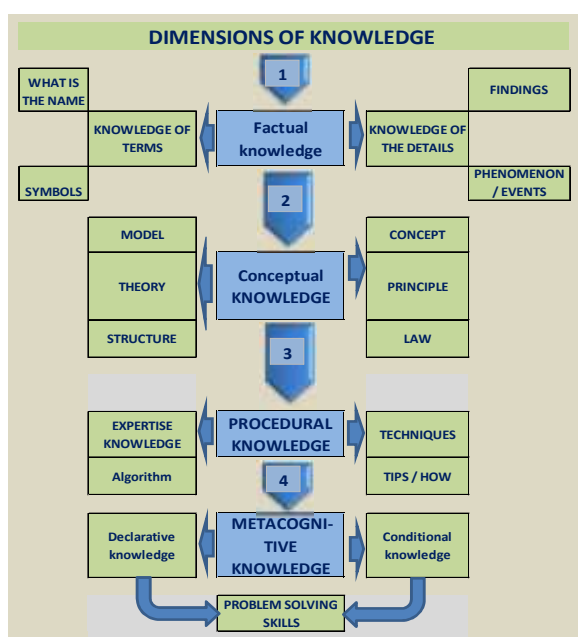 DIMENSIONS OF KNOWLEDGE
1
WHAT IS
THE NAME
FINDINGS
KNOWLEDGE OF
TERMS
Factual
knowledge
KNOWLEDGE OF
THE DETAILS
SYMBOLS
PHENOMENON
/ EVENTS
2
MODEL
CONCEPT
THEORY
Conceptual
KNOWLEDGE
PRINCIPLE
STRUCTURE
LAW
3
EXPERTISE
KNOWLEDGE
PROCEDURAL
KNOWLEDGE
TECHNIQUES
Algorithm
TIPS / HOW
4
Declarative
knowledge
METACOGNI-
TIVE
KNOWLEDGE
Conditional
knowledge
PROBLEM SOLVING
SKILLS